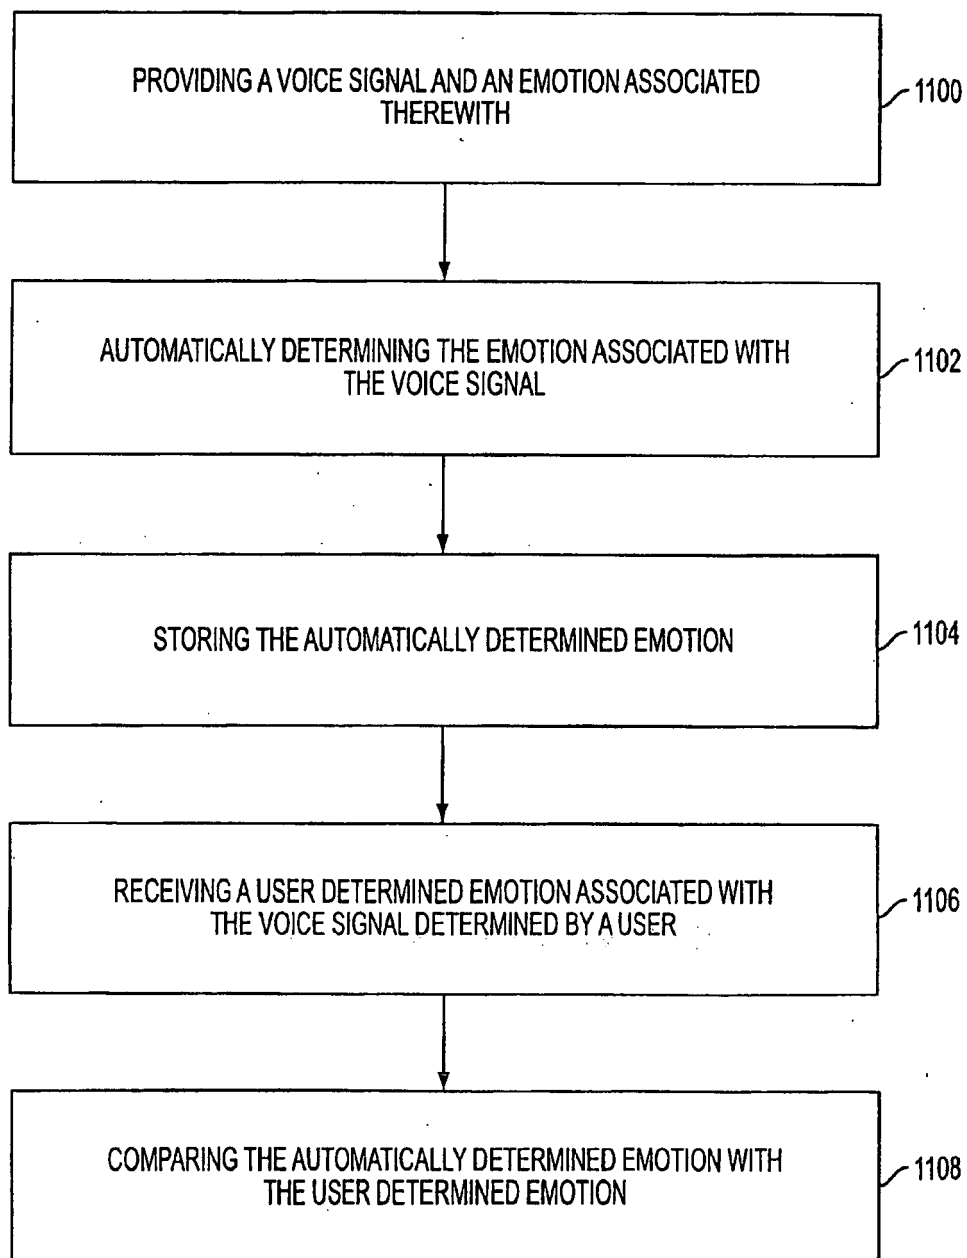 PROVIDING A VOICE SIGNAL AND AN EMOTION ASSOCIATED
THEREWITH
1100
AUTOMATICALLY DETERMINING THE EMOTION ASSOCIATED WITH
THE VOICE SIGNAL
1102
STORING THE AUTOMATICALLY DETERMINED EMOTION
1104
RECEIVING A USER DETERMINED EMOTION ASSOCIATED WITH
THE VOICE SIGNAL DETERMINED BY A USER
1106
COMPARING THE AUTOMATICALLY DETERMINED EMOTION WITH
THE USER DETERMINED EMOTION
1108